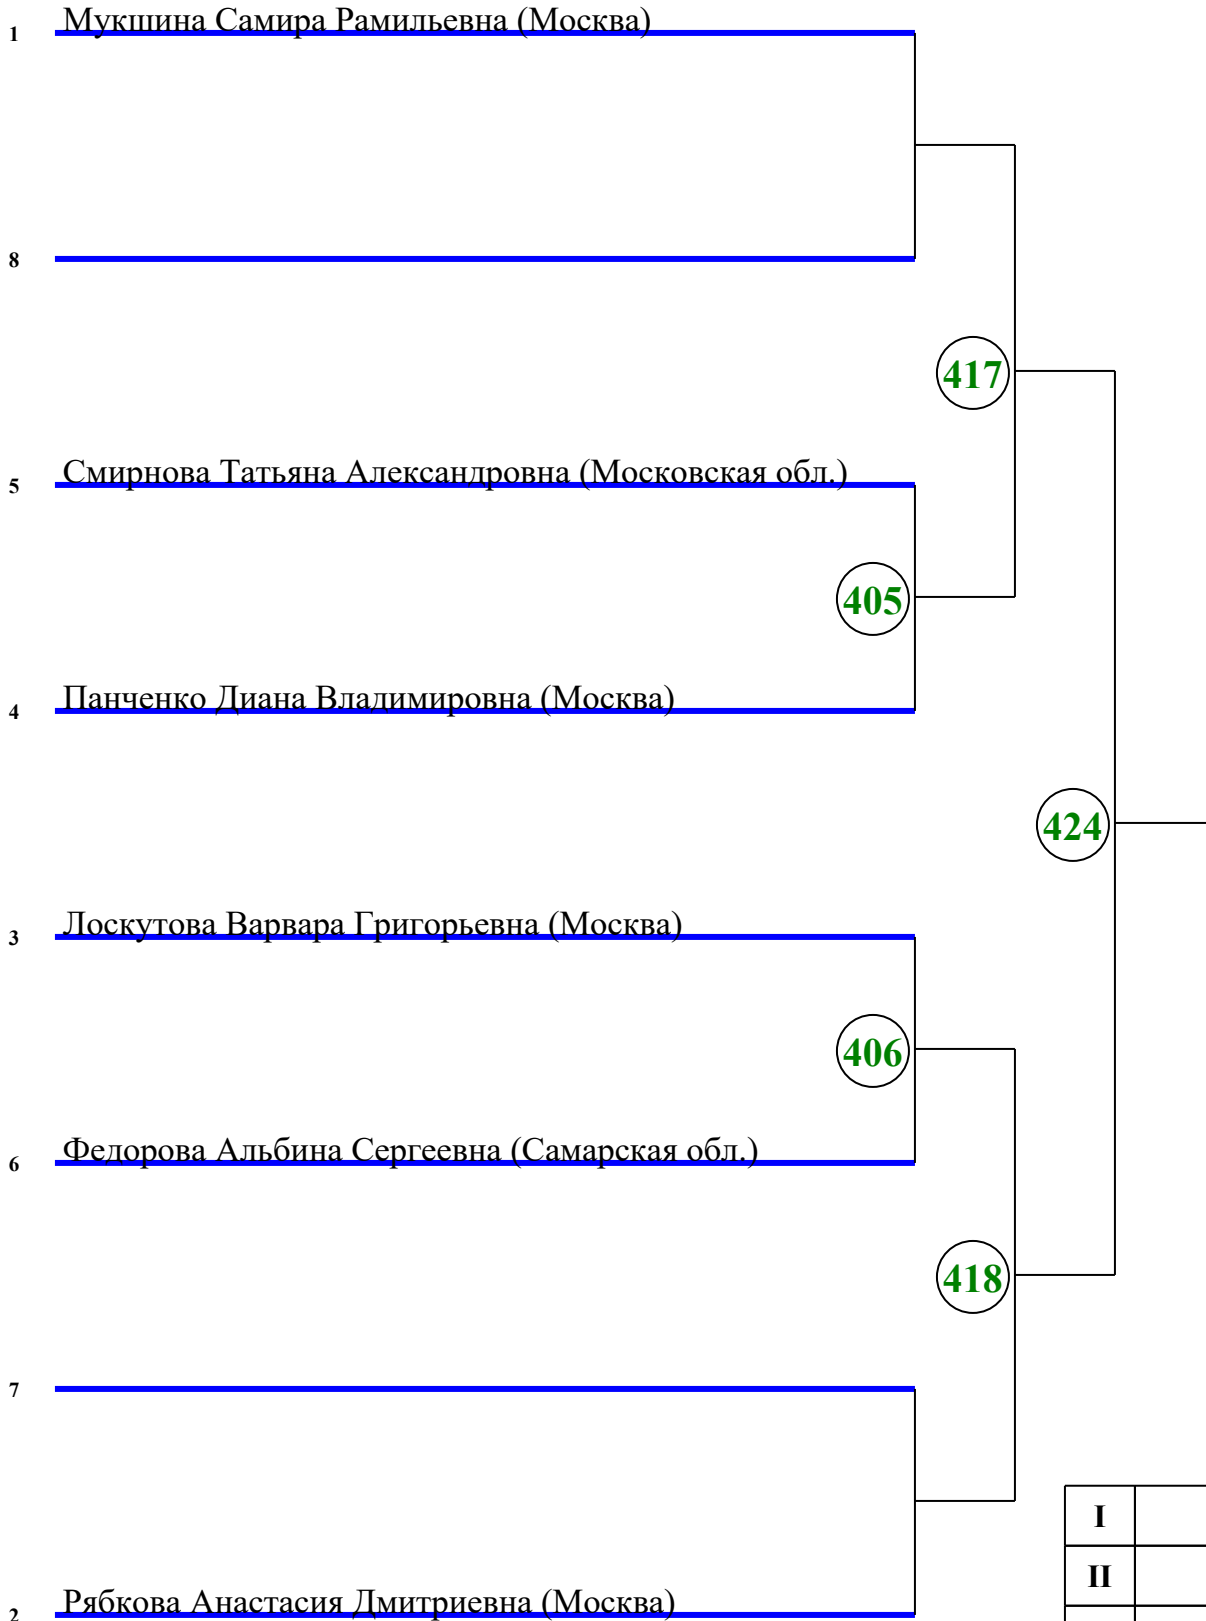 1 Мукшина Самира Рамильевна (Москва)
8
417
5 Смирнова Татьяна Александровна (Московская обл.)
405
4 Панченко Диана Владимировна (Москва)
424
3 Лоскутова Варвара Григорьевна (Москва)
406
6 Федорова Альбина Сергеевна (Самарская обл.)
418
7
I
II
2 Рябкова Анастасия Дмитриевна (Москва)